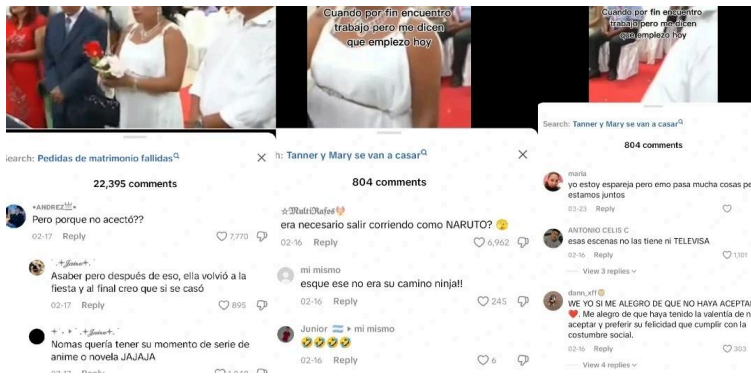 Search: Pedidas de matrimonio fallidas
22,395 comments
•ANDREZ
Pero porque no acectó??
02-17 Reply
7,770
Asaber pero después de eso, ella volvió a la
fiesta y al final creo que si se casó
02-17 Reply
895
Nomas quería tener su momento de serie de
anime o novela JAJAJA
Cuando por fin encuentro
trabajo pero me dicen
que empiezo hoy
h: Tanner y Mary se van a casar
804 comments
☆𝕸𝖚𝖑𝖙𝖎𝕽𝖆𝖋𝖔𝖘
era necesario salir corriendo como NARUTO? 🫣
02-16 Reply
6,962
mi mismo
esque ese no era su camino ninja!!
02-16 Reply
245
Junior 🇭🇳 ▸ mi mismo
🤣🤣🤣🤣
02-16 Reply
6
Cuando por fin encuentro
trabajo pero me dicen
que empiezo hoy
Search: Tanner y Mary se van a casar
804 comments
maria
yo estoy espareja pero emo pasa mucha cosas pe
estamos juntos
03-23 Reply
ANTONIO CELIS C
esas escenas no las tiene ni TELEVISA
02-16 Reply
1,101
View 3 replies
dann_xff
WE YO SI ME ALEGRO DE QUE NO HAYA ACEPTA
❤️. Me alegro de que haya tenido la valentía de n
aceptar y preferir su felicidad que cumplir con la
costumbre social.
02-16 Reply
303
View 4 replies